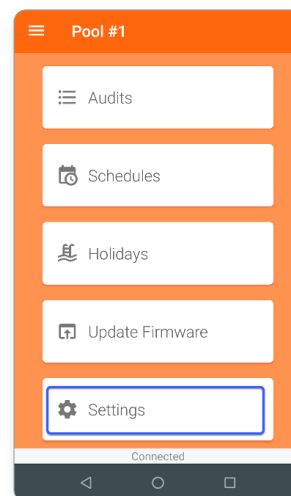 Pool #1
Audits
Schedules
Holidays
Update Firmware
Settings
Connected